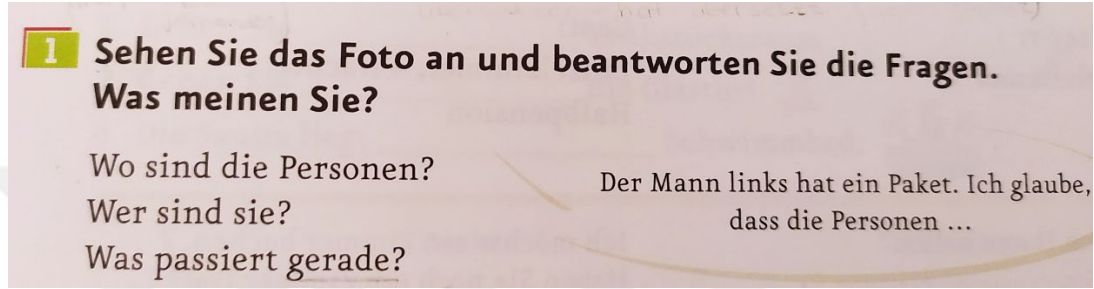 1 Sehen Sie das Foto an und beantworten Sie die Fragen.
Was meinen Sie?
Wo sind die Personen?
Wer sind sie?
Was passiert gerade?
Der Mann links hat ein Paket. Ich glaube,
dass die Personen ...